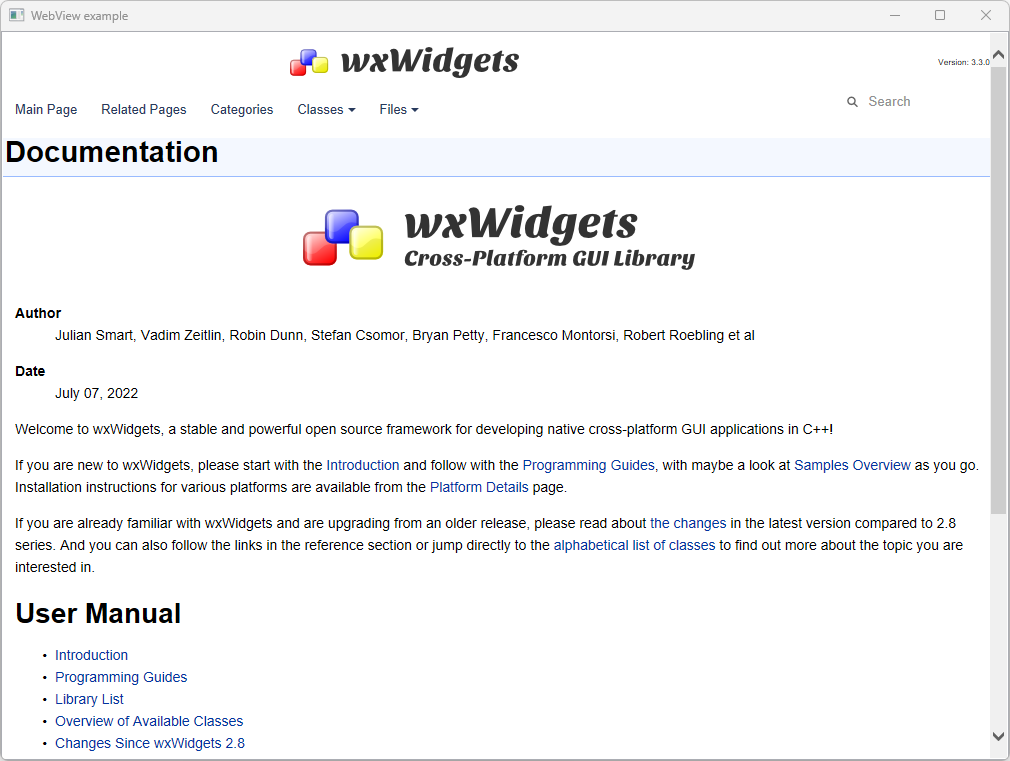 WebView example
wxWidgets
Version: 3.3.0
Main Page Related Pages Categories Classes Files
Search
Documentation
wxWidgets
Cross-Platform GUI Library
Author
Julian Smart, Vadim Zeitlin, Robin Dunn, Stefan Csomor, Bryan Petty, Francesco Montorsi, Robert Roebling et al
Date
July 07, 2022
Welcome to wxWidgets, a stable and powerful open source framework for developing native cross-platform GUI applications in C++!
If you are new to wxWidgets, please start with the Introduction and follow with the Programming Guides, with maybe a look at Samples Overview as you go.
Installation instructions for various platforms are available from the Platform Details page.
If you are already familiar with wxWidgets and are upgrading from an older release, please read about the changes in the latest version compared to 2.8
series. And you can also follow the links in the reference section or jump directly to the alphabetical list of classes to find out more about the topic you are
interested in.
User Manual
• Introduction
• Programming Guides
• Library List
• Overview of Available Classes
• Changes Since wxWidgets 2.8